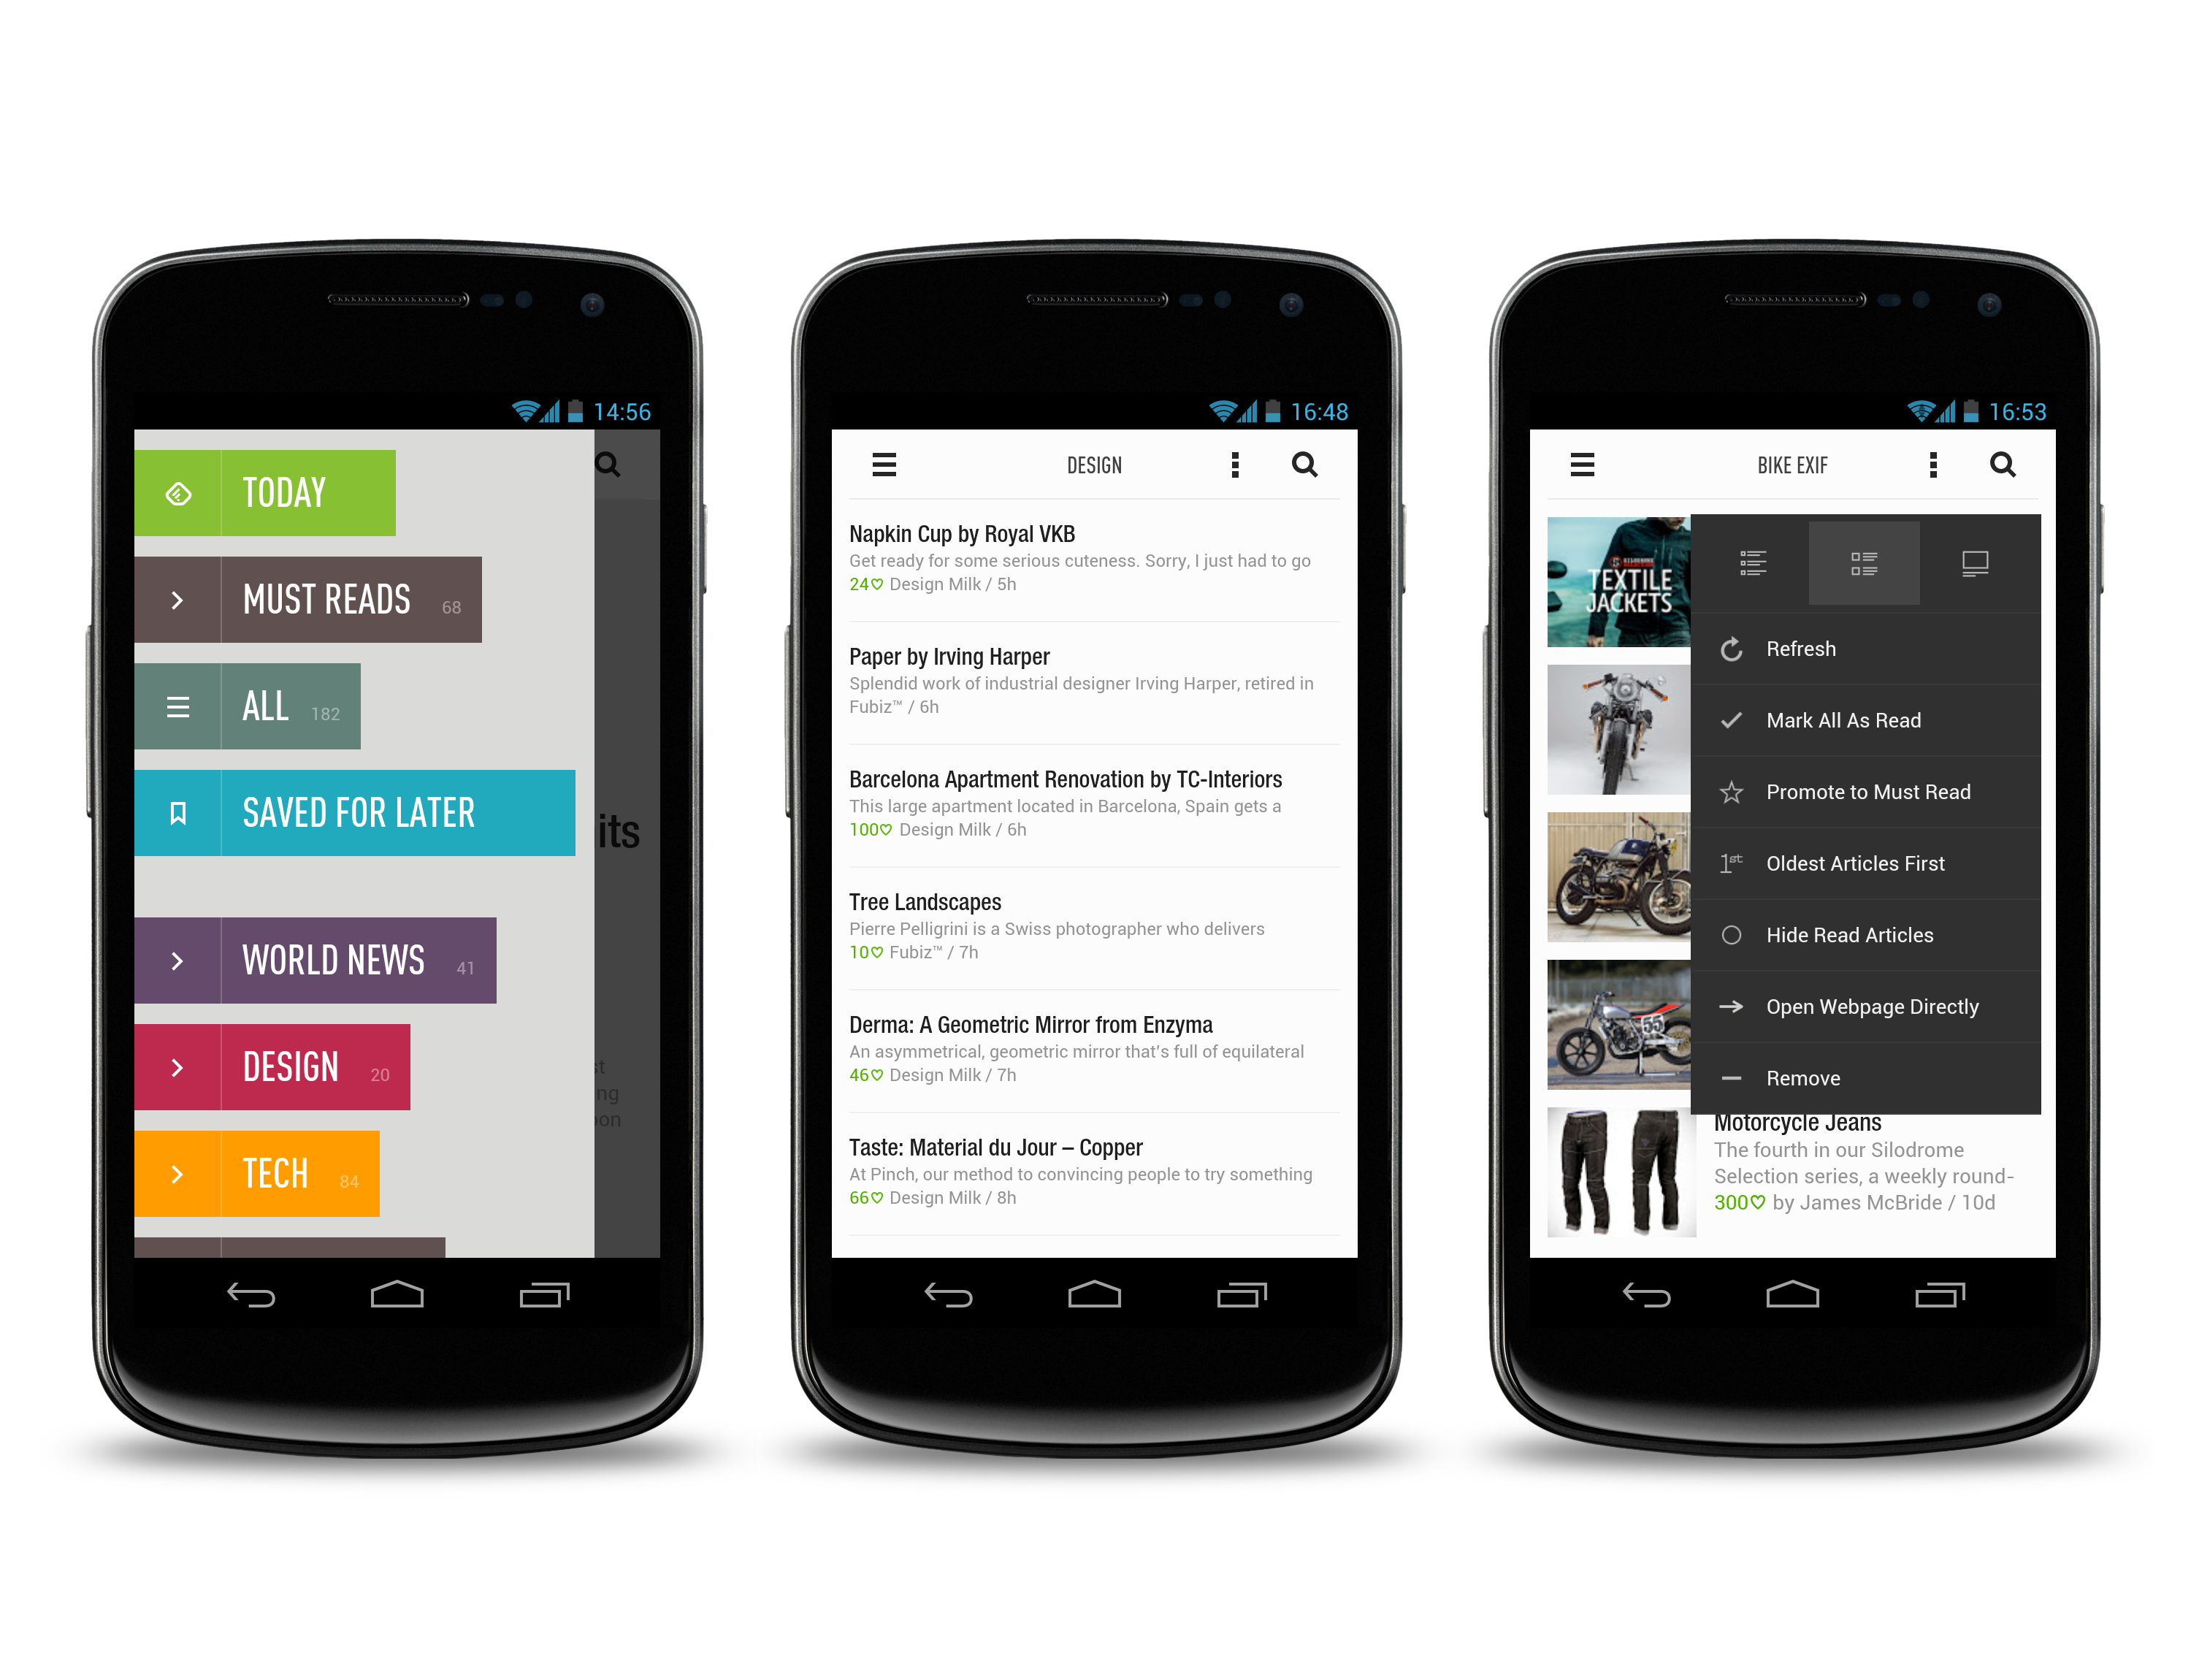 14:56
TODAY
MUST READS 68
ALL 182
SAVED FOR LATER
its
WORLD NEWS 41
DESIGN 20
st
ng
TECH 84
16:48
DESIGN
Napkin Cup by Royal VKB
Get ready for some serious cuteness. Sorry, I just had to go
24 Design Milk / 5h
Paper by Irving Harper
Splendid work of industrial designer Irving Harper, retired in
Fubiz™ / 6h
Barcelona Apartment Renovation by TC-Interiors
This large apartment located in Barcelona, Spain gets a
100 Design Milk / 6h
Tree Landscapes
Pierre Pellegrini is a Swiss photographer who delivers
10 Fubiz™ / 7h
Derma: A Geometric Mirror from Enzyma
An asymmetrical, geometric mirror that's full of equilateral
46 Design Milk / 7h
Taste: Material du Jour – Copper
At Pinch, our method to convincing people to try something
66 Design Milk / 8h
16:53
BIKE EXIF
TEXTILE
JACKETS
Refresh
Mark All As Read
Promote to Must Read
1st Oldest Articles First
Hide Read Articles
Open Webpage Directly
55
Remove
Motorcycle Jeans
The fourth in our Silodrome
Selection series, a weekly round-
300 by James McBride / 10d